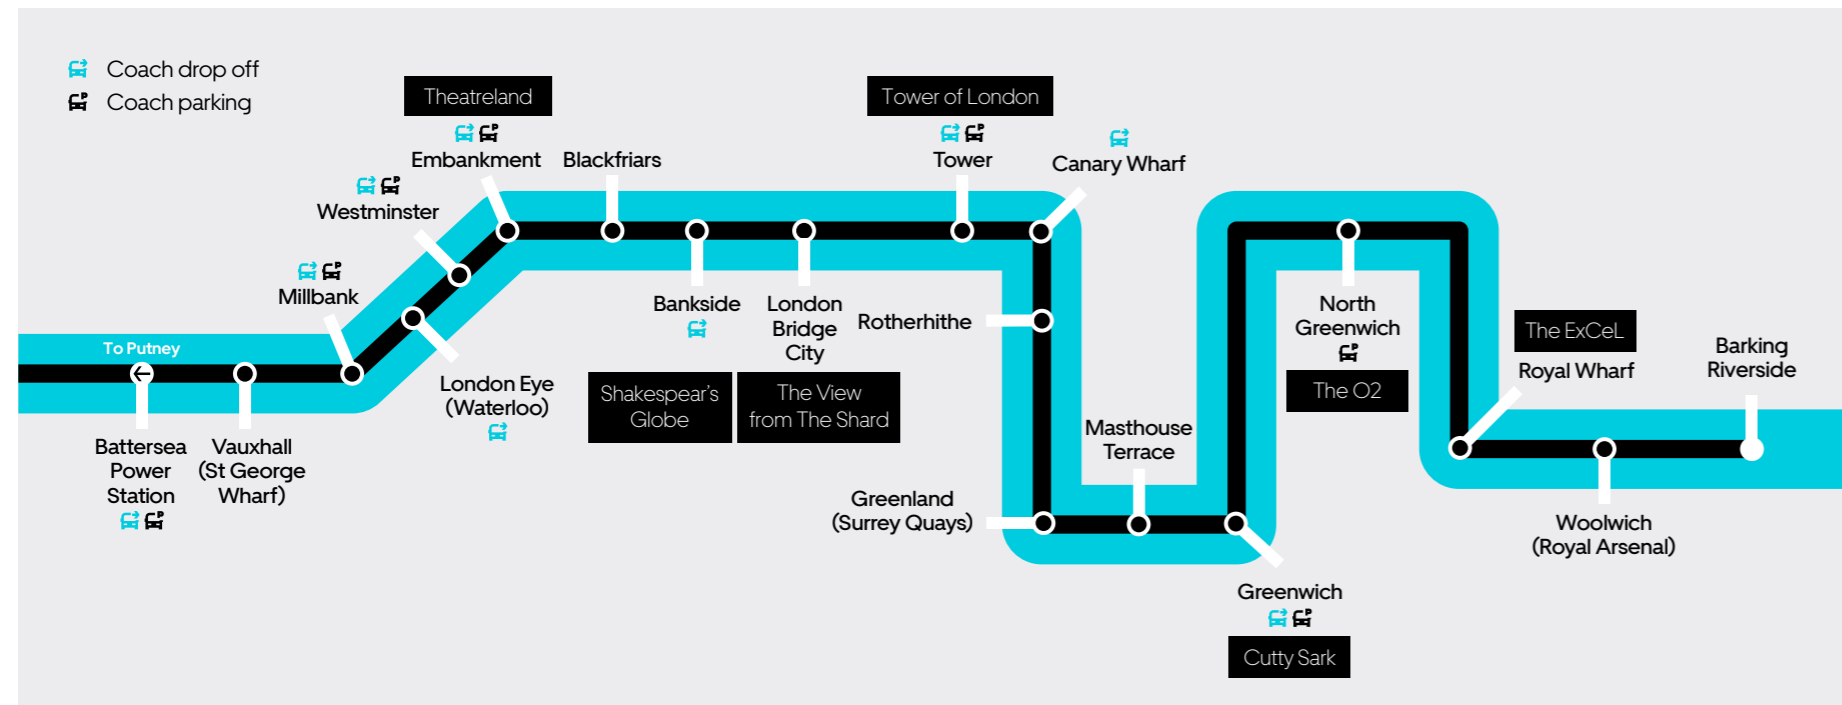 Coach drop off
Coach parking
Theatreland
Embankment
Blackfriars
Westminster
Millbank
To Putney
Battersea
Power
Station
Vauxhall
(St George
Wharf)
London Eye
(Waterloo)
Bankside
Shakespear's
Globe
London
Bridge
City
The View
from The Shard
Tower of London
Tower
Canary Wharf
Rotherhithe
Greenland
(Surrey Quays)
Masthouse
Terrace
Greenwich
Cutty Sark
North
Greenwich
The O2
The ExCeL
Royal Wharf
Woolwich
(Royal Arsenal)
Barking
Riverside